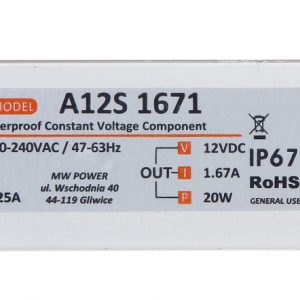 MODEL A12S 1671
erproof Constant Voltage Component
0-240VAC / 47-63Hz
V 12VDC
OUT I 1.67A
P 20W
25A
MW POWER
ul. Wschodnia 40
44-119 Gliwice
IP67
RoHS
GENERAL USE